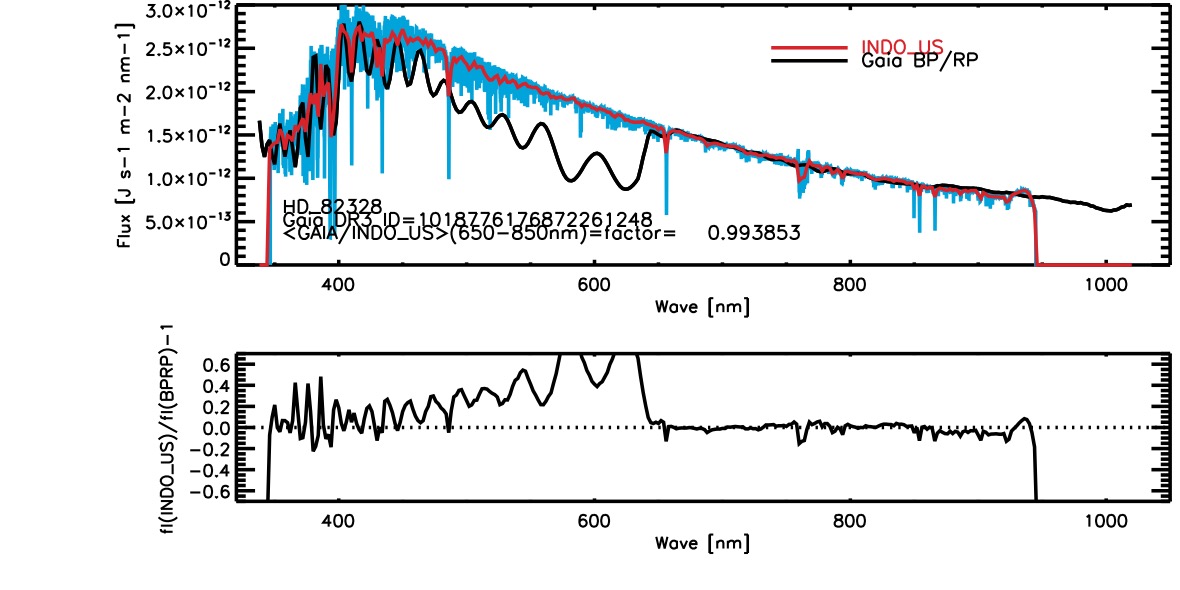 3.0×10⁻¹²
2.5×10⁻¹²
2.0×10⁻¹²
1.5×10⁻¹²
1.0×10⁻¹²
5.0×10⁻¹³
0
Flux [J s−1 m−2 nm−1]
INDO_US
Gaia BP/RP
HD_82328
Gaia DR3_ID=1018776176872261248
<GAIA/INDO_US>(650−850nm)=factor= 0.993853
400 600 800 1000
Wave [nm]
fl(INDO_US)/fl(BPRP)−1
0.6
0.4
0.2
0.0
−0.2
−0.4
−0.6
400 600 800 1000
Wave [nm]